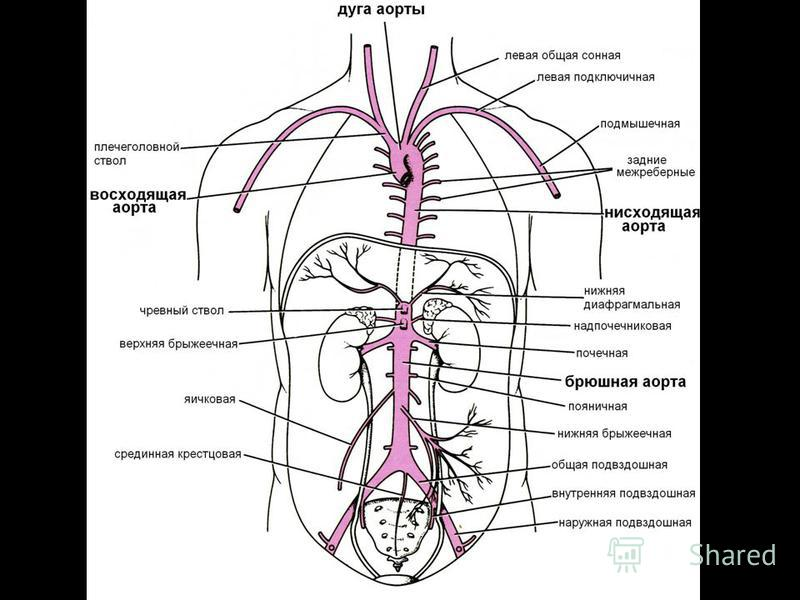 дуга аорты
левая общая сонная
левая подключичная
подмышечная
плечеголовной
ствол
задние
межреберные
восходящая
аорта
нисходящая
аорта
нижняя
диафрагмальная
чревный ствол
надпочечниковая
верхняя брыжеечная
почечная
брюшная аорта
яичковая
пояничная
нижняя брыжеечная
срединная крестцовая
общая подвздошная
внутренняя подвздошная
наружная подвздошная
Shared